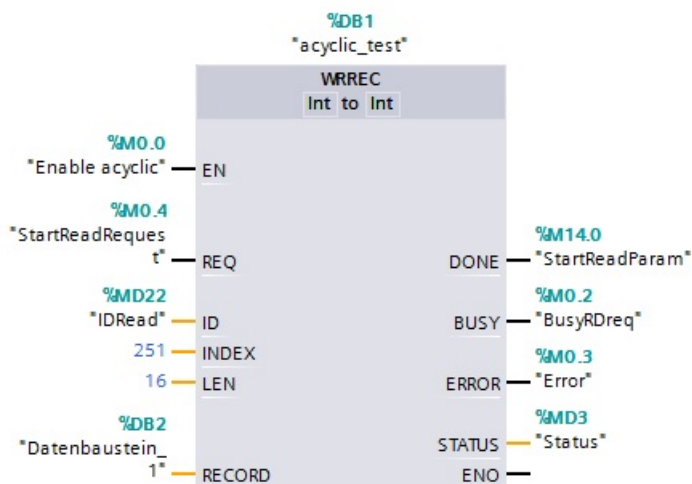 %DB1
"acyclic_test"
WRREC
Int to Int
%M0.0
"Enable acyclic" EN
%M0.4
"StartReadReques
t" REQ
%M14.0
DONE "StartReadParam"
%MD22
"IDRead" ID
%M0.2
BUSY "BusyRDreq"
251 INDEX
16 LEN
%M0.3
ERROR "Error"
%DB2
"Datenbaustein_
1" RECORD
%MD3
STATUS "Status"
ENO